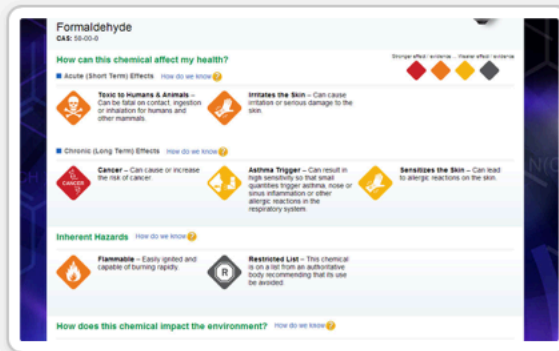 Formaldehyde
CAS: 50-00-0
How can this chemical affect my health?
Stronger effect / evidence ... Weaker effect / evidence
Acute (Short Term) Effects How do we know ?
Toxic to Humans & Animals – Irritates the Skin – Can cause
Can be fatal on contact, ingestion irritation or serious damage to the
or inhalation for humans and skin.
other mammals.
Chronic (Long Term) Effects How do we know ?
Cancer – Can cause or increase Asthma Trigger – Can result in Sensitizes the Skin – Can lead
the risk of cancer. high sensitivity so that small to allergic reactions on the skin.
CANCER quantities trigger asthma, nose or
sinus inflammation or other
allergic reactions in the
respiratory system.
Inherent Hazards How do we know ?
Flammable – Easily ignited and Restricted List – This chemical
capable of burning rapidly. is on a list from an authoritative
R body recommending that its use
be avoided.
How does this chemical impact the environment? How do we know ?